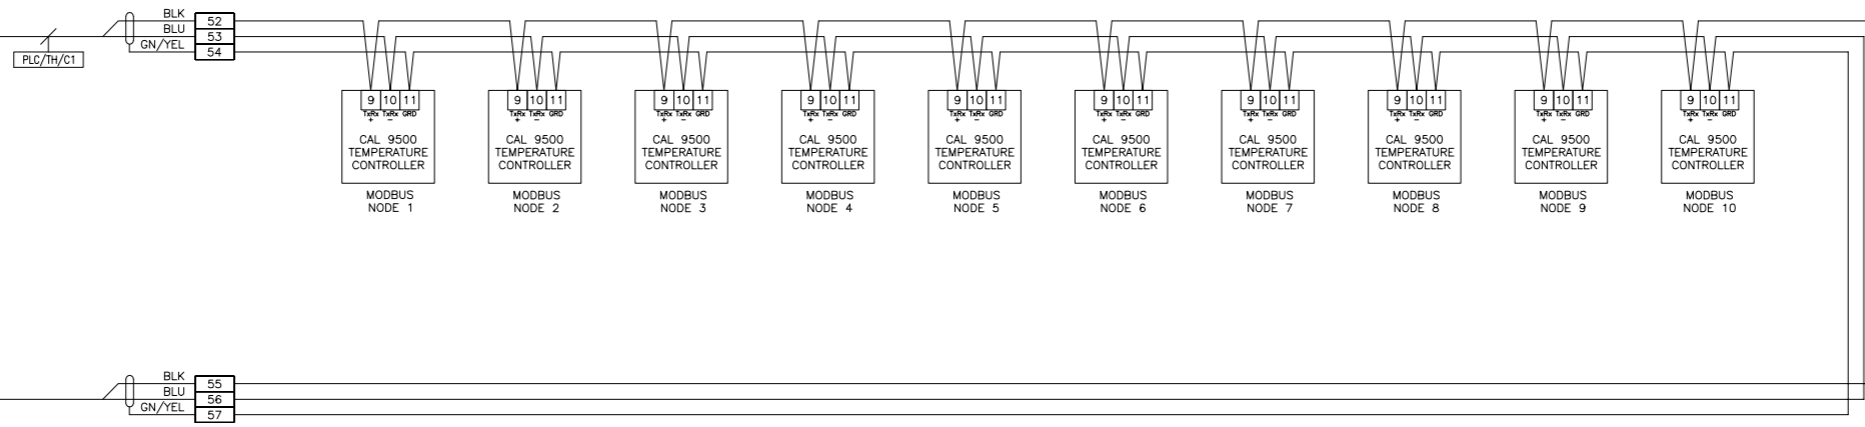 BLK
BLU
GN/YEL
PLC/TH/C1
52
53
54
9 10 11
TxRx TxRx GRD
+ −
CAL 9500
TEMPERATURE
CONTROLLER
MODBUS
NODE 1
9 10 11
TxRx TxRx GRD
+ −
CAL 9500
TEMPERATURE
CONTROLLER
MODBUS
NODE 2
9 10 11
TxRx TxRx GRD
+ −
CAL 9500
TEMPERATURE
CONTROLLER
MODBUS
NODE 3
9 10 11
TxRx TxRx GRD
+ −
CAL 9500
TEMPERATURE
CONTROLLER
MODBUS
NODE 4
9 10 11
TxRx TxRx GRD
+ −
CAL 9500
TEMPERATURE
CONTROLLER
MODBUS
NODE 5
9 10 11
TxRx TxRx GRD
+ −
CAL 9500
TEMPERATURE
CONTROLLER
MODBUS
NODE 6
9 10 11
TxRx TxRx GRD
+ −
CAL 9500
TEMPERATURE
CONTROLLER
MODBUS
NODE 7
9 10 11
TxRx TxRx GRD
+ −
CAL 9500
TEMPERATURE
CONTROLLER
MODBUS
NODE 8
9 10 11
TxRx TxRx GRD
+ −
CAL 9500
TEMPERATURE
CONTROLLER
MODBUS
NODE 9
9 10 11
TxRx TxRx GRD
+ −
CAL 9500
TEMPERATURE
CONTROLLER
MODBUS
NODE 10
BLK
BLU
GN/YEL
55
56
57